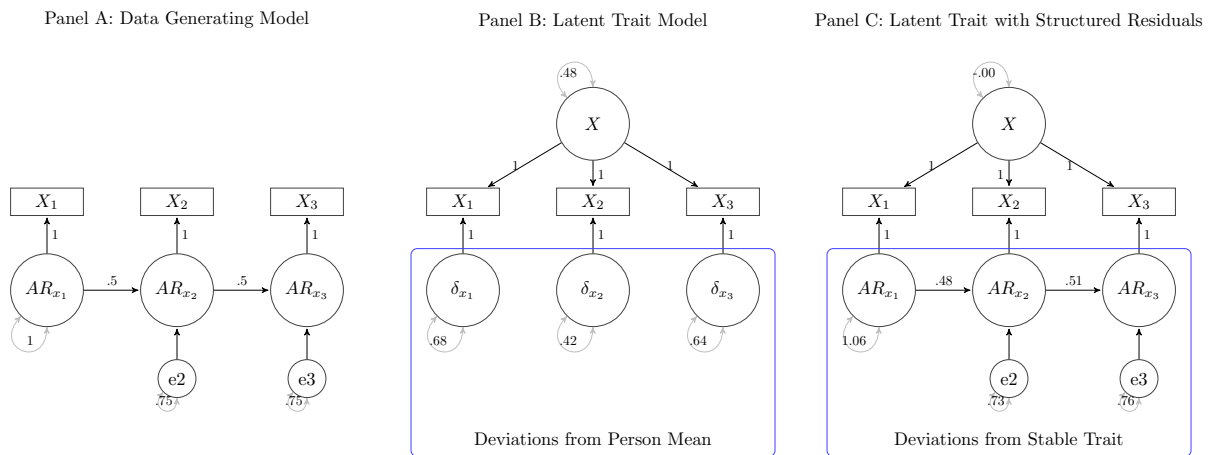 Panel A: Data Generating Model
Panel B: Latent Trait Model
Panel C: Latent Trait with Structured Residuals
.48
-.00
X
X
1
1
1
1
1
1
X1
X2
X3
X1
X2
X3
X1
X2
X3
1
1
1
1
1
1
1
1
1
ARx1
.5
ARx2
.5
ARx3
δx1
δx2
δx3
ARx1
.48
ARx2
.51
ARx3
1
.68
.42
.64
1.06
e2
e3
e2
e3
.75
.75
.73
.76
Deviations from Person Mean
Deviations from Stable Trait